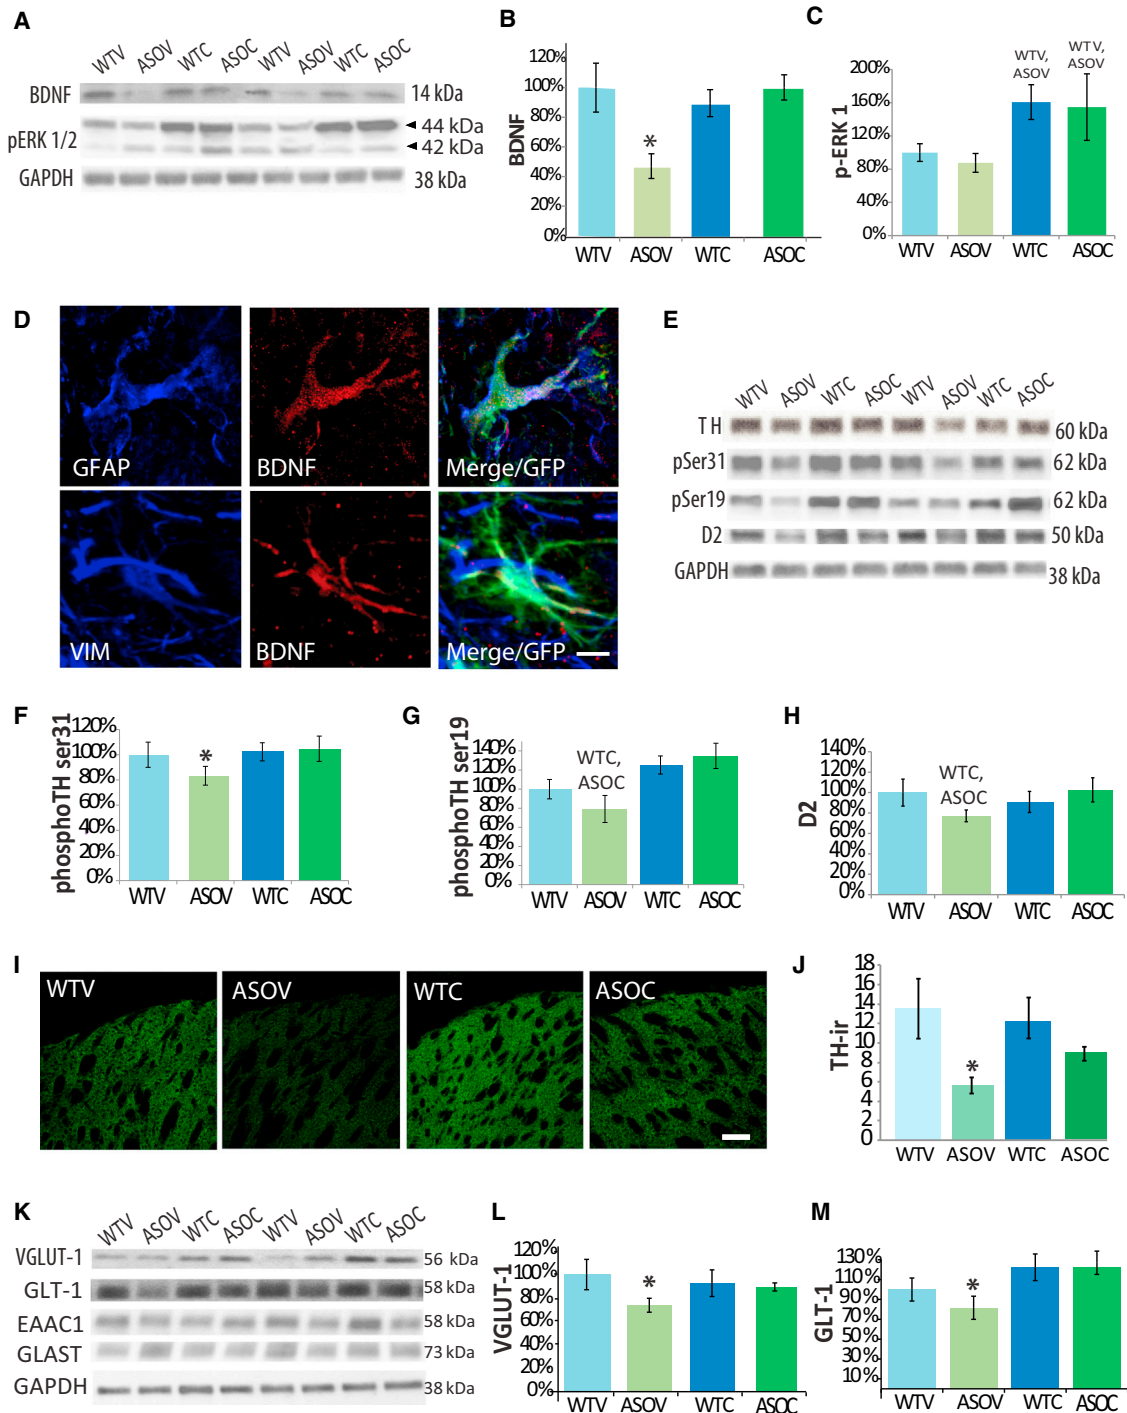 A
WTV ASOV WTC ASOC WTV ASOV WTC ASOC
BDNF 14 kDa
pERK 1/2 44 kDa
42 kDa
GAPDH 38 kDa
B
BDNF
120%
100%
80%
60%
40%
20%
0%
*
WTV ASOV WTC ASOC
C
p-ERK 1
200%
160%
120%
80%
40%
0%
WTV, ASOV
WTV, ASOV
WTV ASOV WTC ASOC
D
GFAP BDNF Merge/GFP
VIM BDNF Merge/GFP
E
WTV ASOV WTC ASOC WTV ASOV WTC ASOC
TH 60 kDa
pSer31 62 kDa
pSer19 62 kDa
D2 50 kDa
GAPDH 38 kDa
F
phosphoTH ser31
120%
100%
80%
60%
40%
20%
0%
*
WTV ASOV WTC ASOC
G
phosphoTH ser19
140%
120%
100%
80%
60%
40%
20%
0%
WTC,
ASOC
WTV ASOV WTC ASOC
H
D2
120%
100%
80%
60%
40%
20%
0%
WTC,
ASOC
WTV ASOV WTC ASOC
I
WTV ASOV WTC ASOC
J
TH-ir
18
16
14
12
10
8
6
4
2
0
*
WTV ASOV WTC ASOC
K
WTV ASOV WTC ASOC WTV ASOV WTC ASOC
VGLUT-1 56 kDa
GLT-1 58 kDa
EAAC1 58 kDa
GLAST 73 kDa
GAPDH 38 kDa
L
VGLUT-1
120%
100%
80%
60%
40%
20%
0%
*
WTV ASOV WTC ASOC
M
GLT-1
130%
110%
90%
70%
50%
30%
10%
*
WTV ASOV WTC ASOC